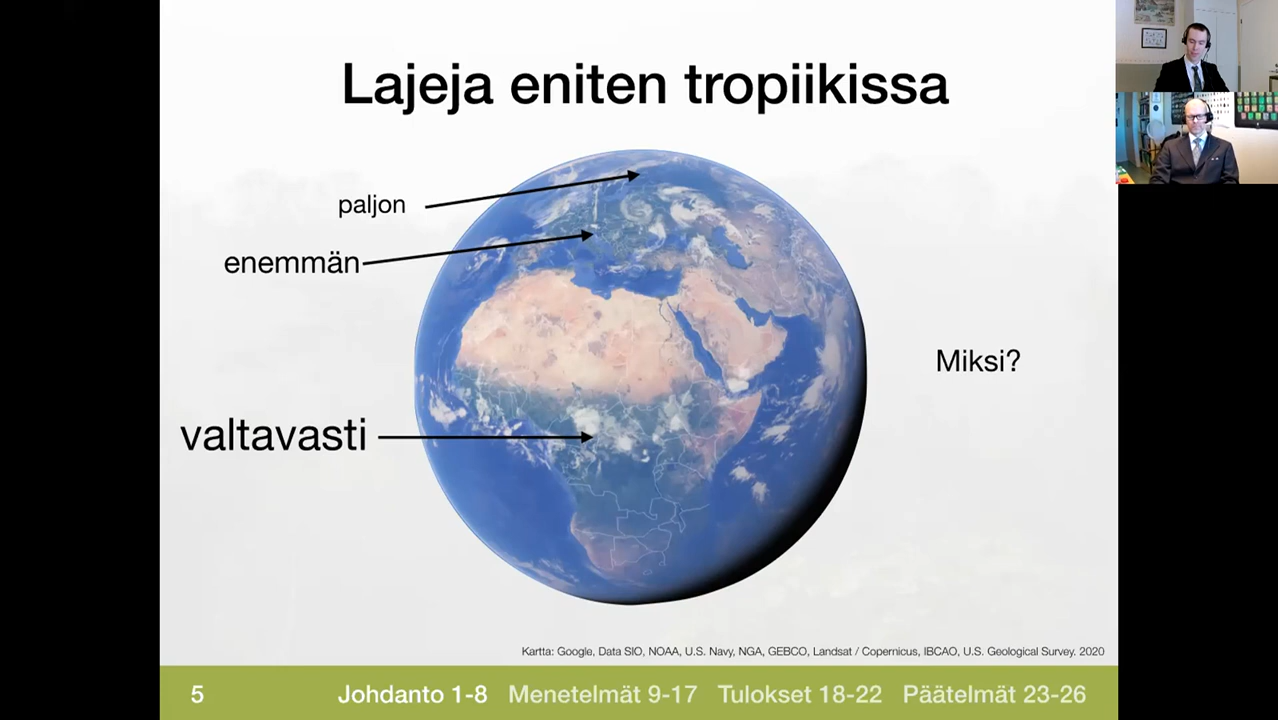 Lajeja eniten tropiikissa
paljon
enemmän
valtavasti
Miksi?
Kartta: Google, Data SIO, NOAA, U.S. Navy, NGA, GEBCO, Landsat / Copernicus, IBCAO, U.S. Geological Survey. 2020
5 Johdanto 1-8 Menetelmät 9-17 Tulokset 18-22 Päätelmät 23-26